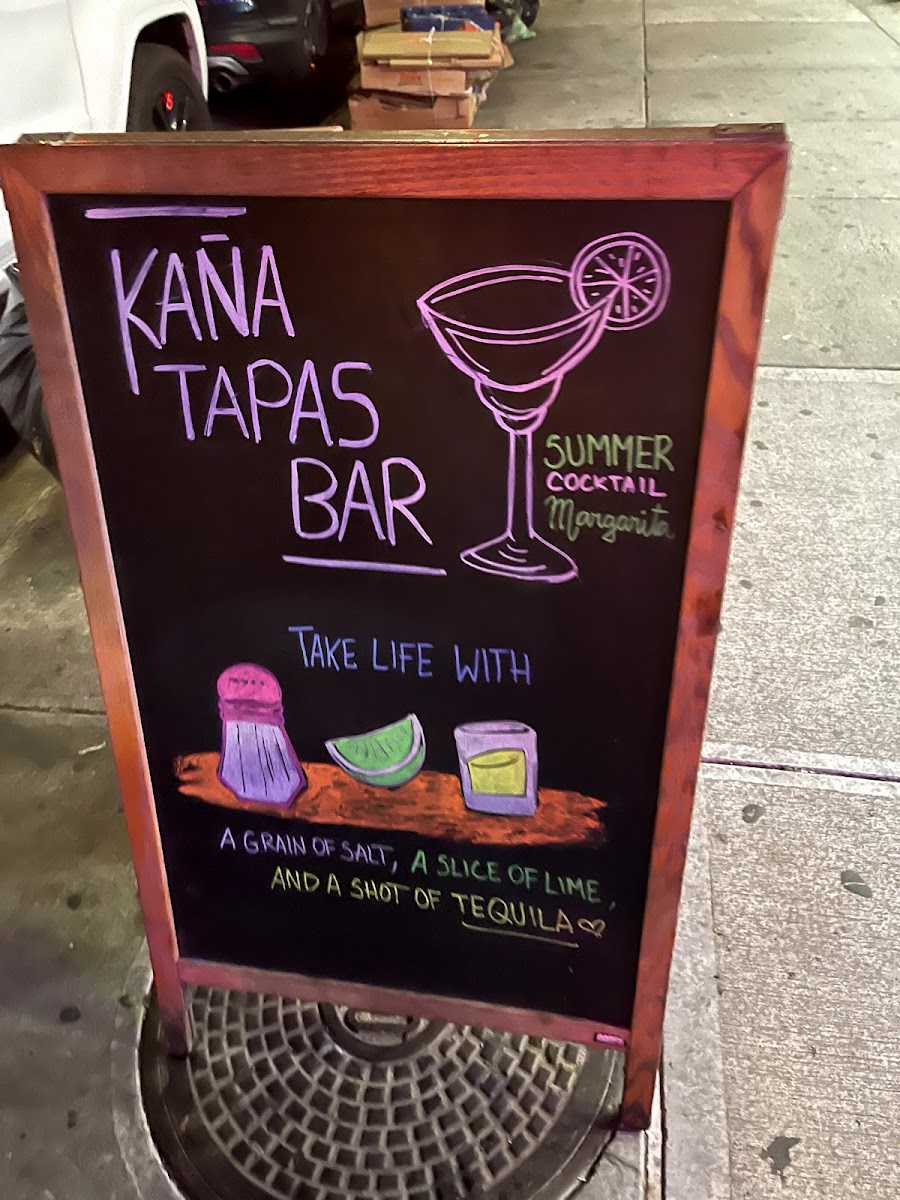 KAÑA
TAPAS
BAR
SUMMER
COCKTAIL
Margarita
TAKE LIFE WITH
A GRAIN OF SALT, A SLICE OF LIME,
AND A SHOT OF TEQUILA